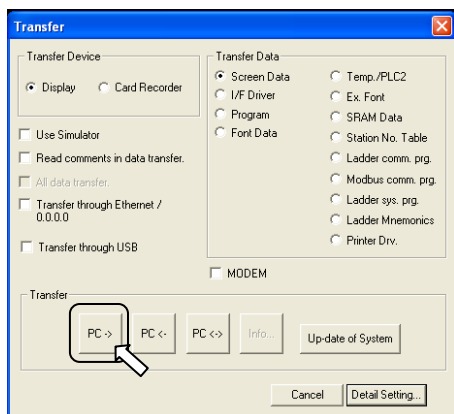 Transfer
Transfer Device
Display
Card Recorder
Use Simulator
Read comments in data transfer.
All data transfer.
Transfer through Ethernet /
0.0.0.0
Transfer through USB
Transfer Data
Screen Data
I/F Driver
Program
Font Data
Temp./PLC2
Ex. Font
SRAM Data
Station No. Table
Ladder comm. prg.
Modbus comm. prg.
Ladder sys. prg.
Ladder Mnemonics
Printer Drv.
MODEM
Transfer
PC ->
PC <-
PC <->
Info...
Up-date of System
Cancel
Detail Setting...